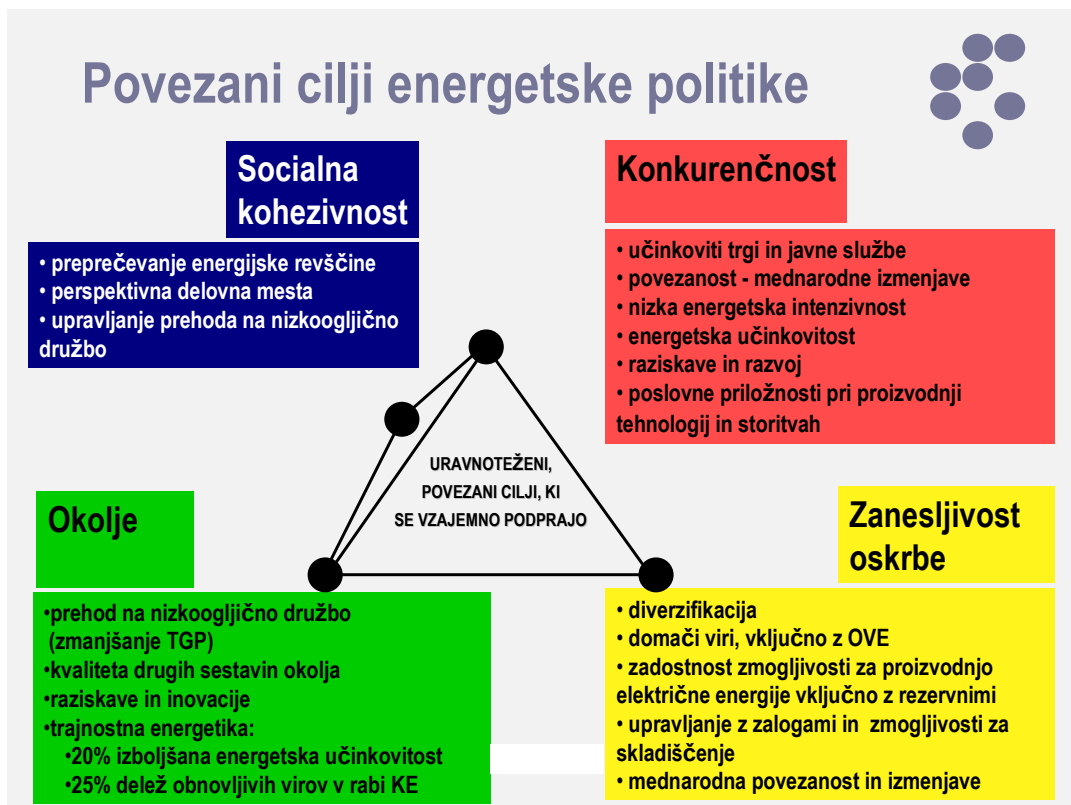 Povezani cilji energetske politike
Socialna
kohezivnost
• preprečevanje energijske revščine
• perspektivna delovna mesta
• upravljanje prehoda na nizkoogljično
družbo
Konkurenčnost
• učinkoviti trgi in javne službe
• povezanost - mednarodne izmenjave
• nizka energetska intenzivnost
• energetska učinkovitost
• raziskave in razvoj
• poslovne priložnosti pri proizvodnji
tehnologij in storitvah
URAVNOTEŽENI,
POVEZANI CILJI, KI
SE VZAJEMNO PODPRAJO
Okolje
•prehod na nizkoogljično družbo
(zmanjšanje TGP)
•kvaliteta drugih sestavin okolja
•raziskave in inovacije
•trajnostna energetika:
•20% izboljšana energetska učinkovitost
•25% delež obnovljivih virov v rabi KE
Zanesljivost
oskrbe
• diverzifikacija
• domači viri, vključno z OVE
• zadostnost zmogljivosti za proizvodnjo
električne energije vključno z rezervnimi
• upravljanje z zalogami in zmogljivosti za
skladiščenje
• mednarodna povezanost in izmenjave